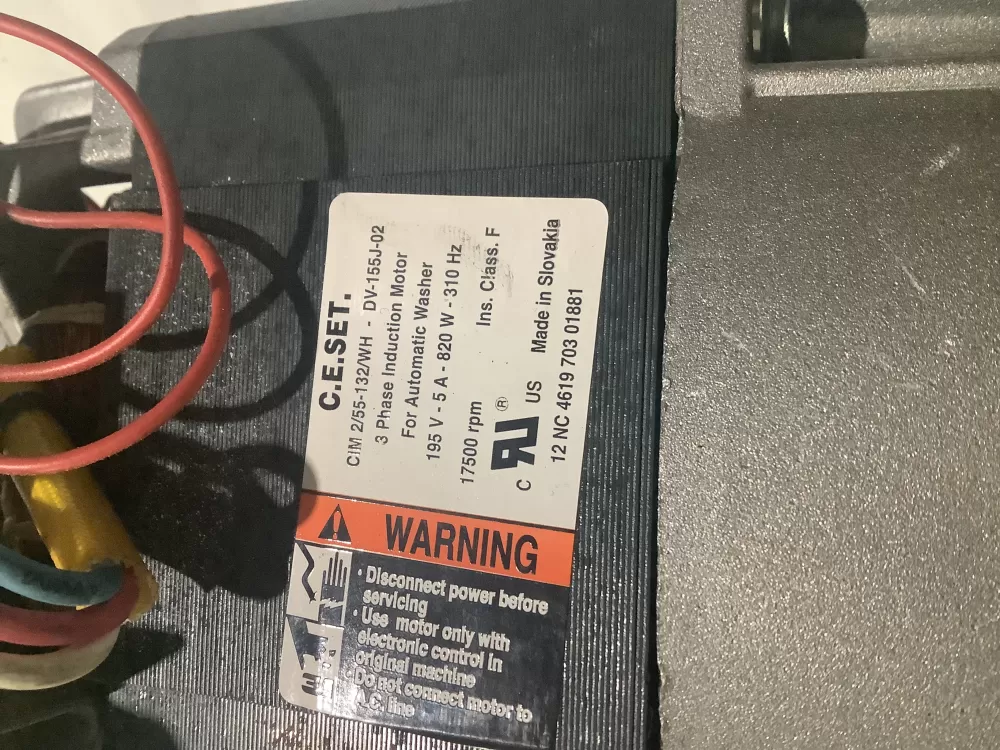 C.E.SET.
CIM 2/55-132/WH - DV-155J-02
3 Phase Induction Motor
For Automatic Washer
195 V - 5 A - 820 W - 310 Hz
17500 rpm Ins. Class. F
C RU ® US Made in Slovakia
12 NC 4619 703 01881
WARNING
· Disconnect power before
servicing
· Use motor only with
electronic control in
original machine
· Do not connect motor to
A.C. line